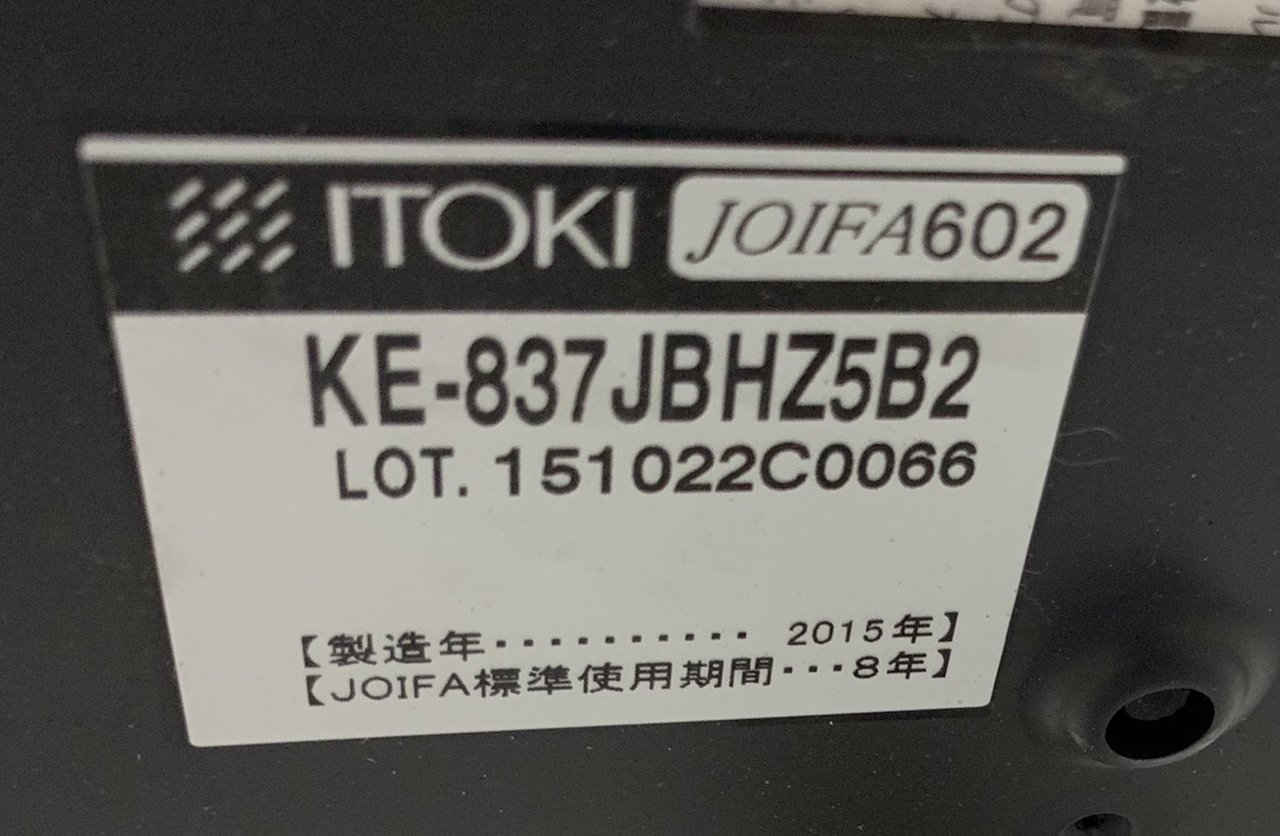 ITOKI JOIFA602
KE-837JBHZ5B2
LOT. 151022C0066
【製造年・・・・・・・・・・ 2015年】
【JOIFA標準使用期間・・・8年】